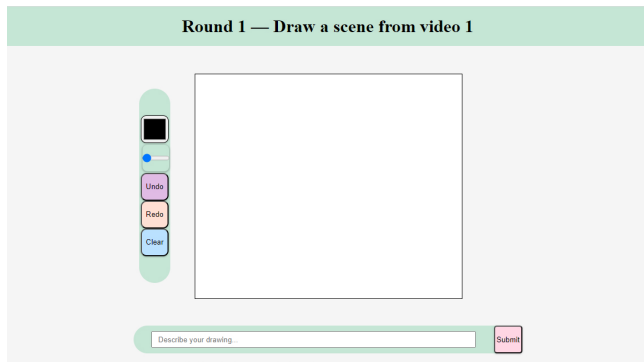 Round 1 — Draw a scene from video 1
Undo
Redo
Clear
Describe your drawing...
Submit